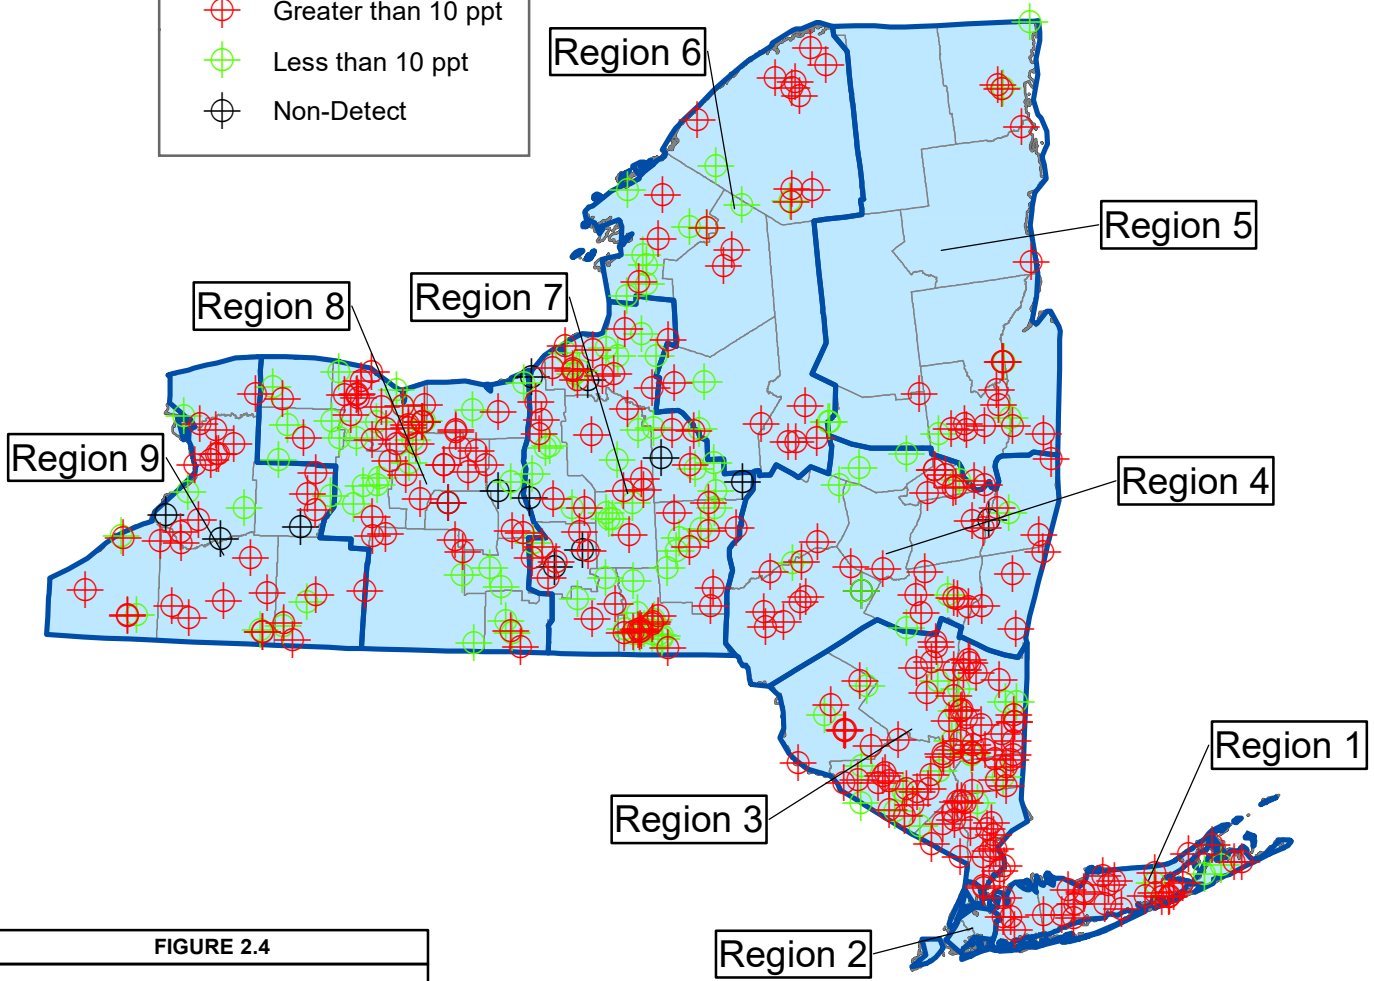 Greater than 10 ppt
Less than 10 ppt
Non-Detect
Region 6
Region 5
Region 8
Region 7
Region 9
Region 4
Region 1
Region 3
Region 2
FIGURE 2.4